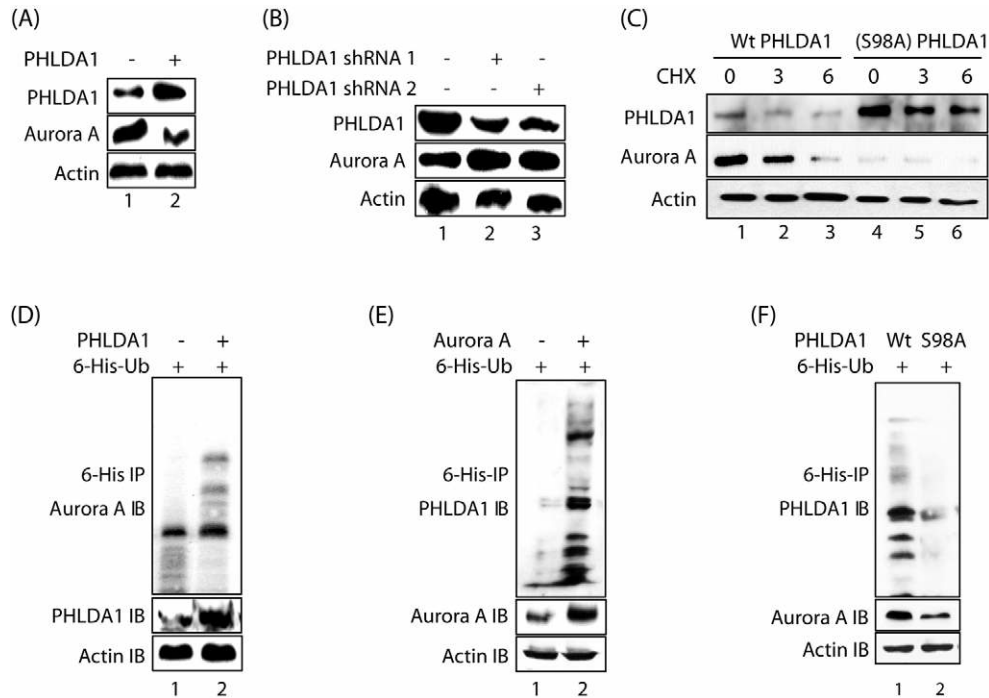 (A)
PHLDA1 - +
PHLDA1
Aurora A
Actin
1 2
(B)
PHLDA1 shRNA 1 - + -
PHLDA1 shRNA 2 - - +
PHLDA1
Aurora A
Actin
1 2 3
(C)
Wt PHLDA1 (S98A) PHLDA1
CHX 0 3 6 0 3 6
PHLDA1
Aurora A
Actin
1 2 3 4 5 6
(D)
PHLDA1 - +
6-His-Ub + +
6-His IP
Aurora A IB
PHLDA1 IB
Actin IB
1 2
(E)
Aurora A - +
6-His-Ub + +
6-His-IP
PHLDA1 IB
Aurora A IB
Actin IB
1 2
(F)
PHLDA1 Wt S98A
6-His-Ub + +
6-His-IP
PHLDA1 IB
Aurora A IB
Actin IB
1 2